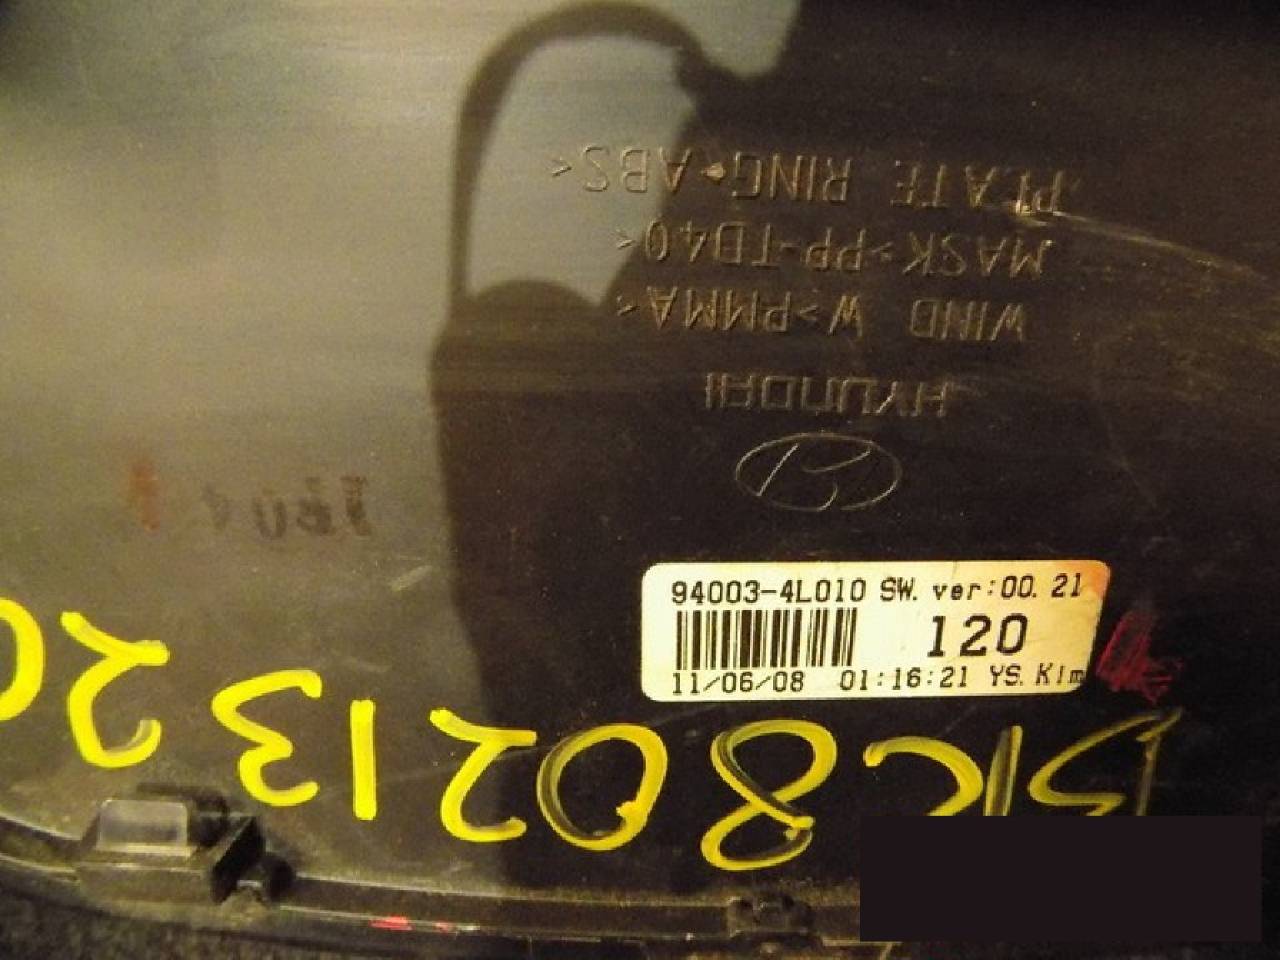 HYUNDAI
WIND W>PMMA<
MASK>PP-TD40<
PLATE RING>ABS<
94003-4L010 SW. ver:00. 21
120
11/06/08 01:16:21 YS. Kim
8021320